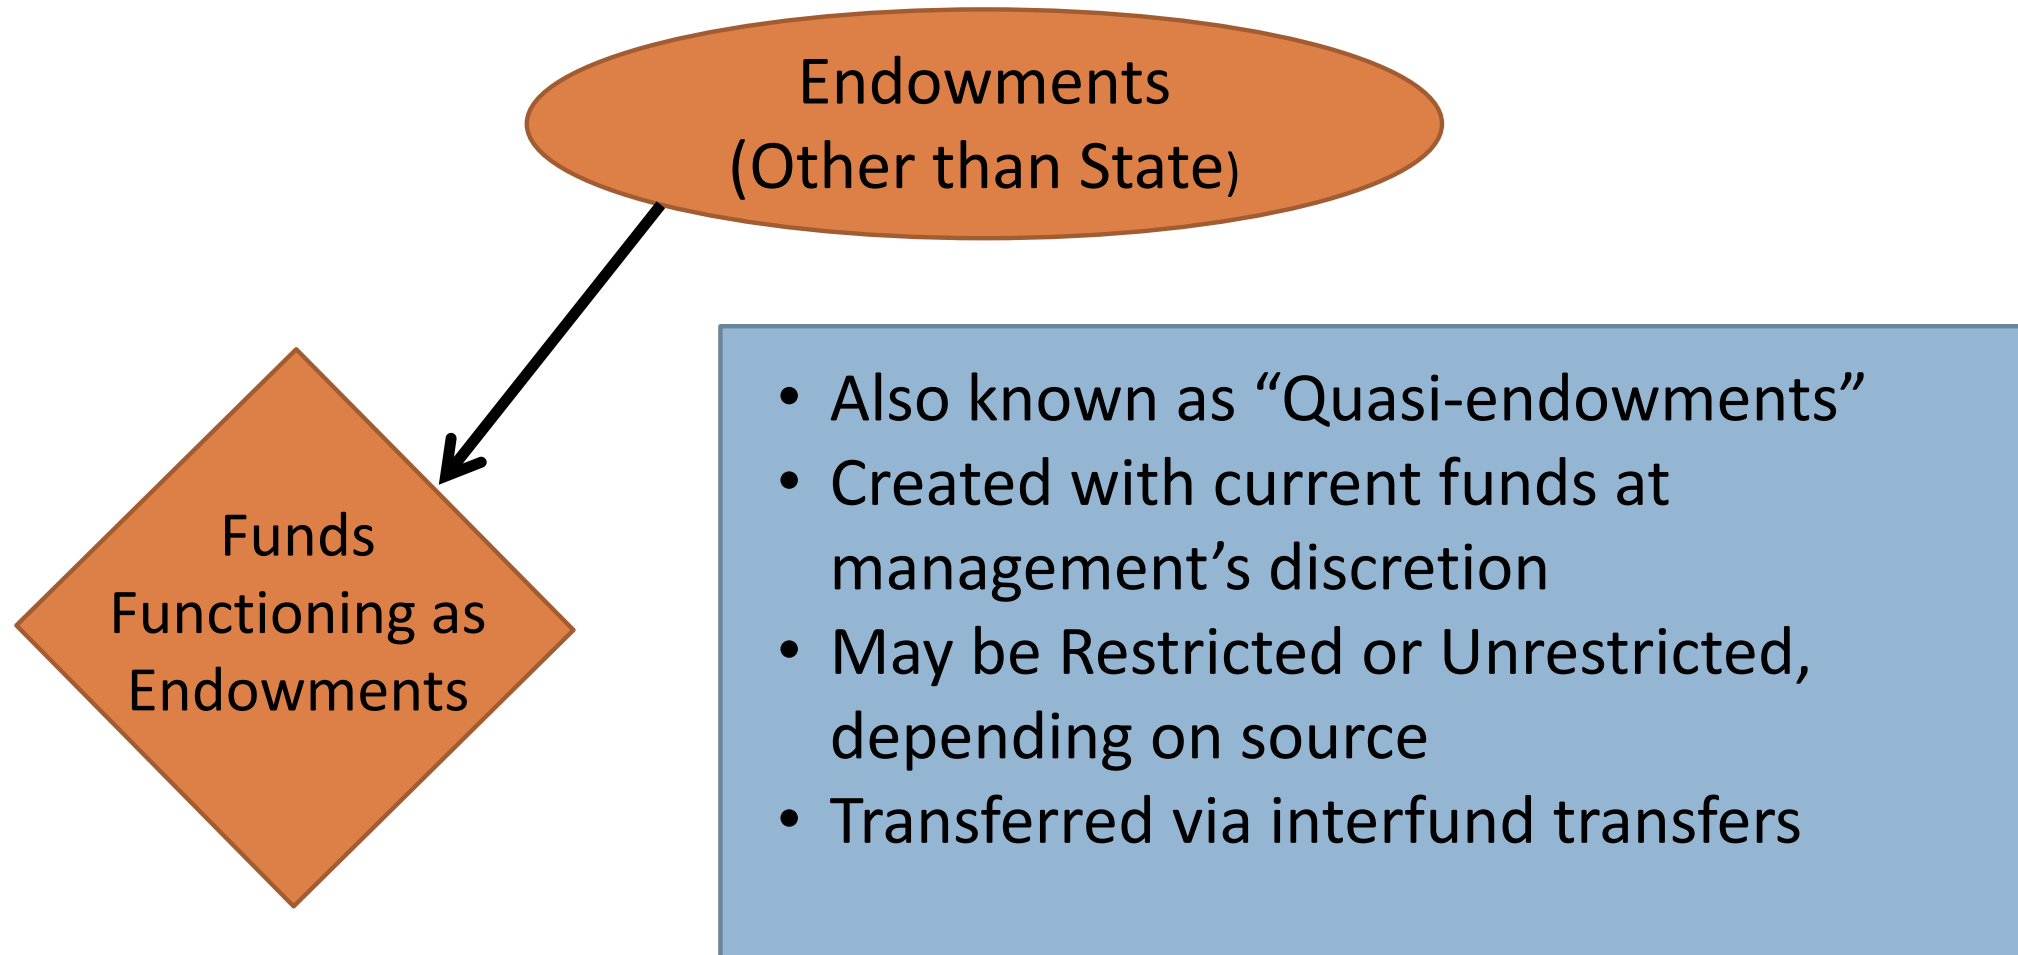 Endowments
(Other than State)
Funds
Functioning as
Endowments
• Also known as “Quasi-endowments”
• Created with current funds at
management’s discretion
• May be Restricted or Unrestricted,
depending on source
• Transferred via interfund transfers